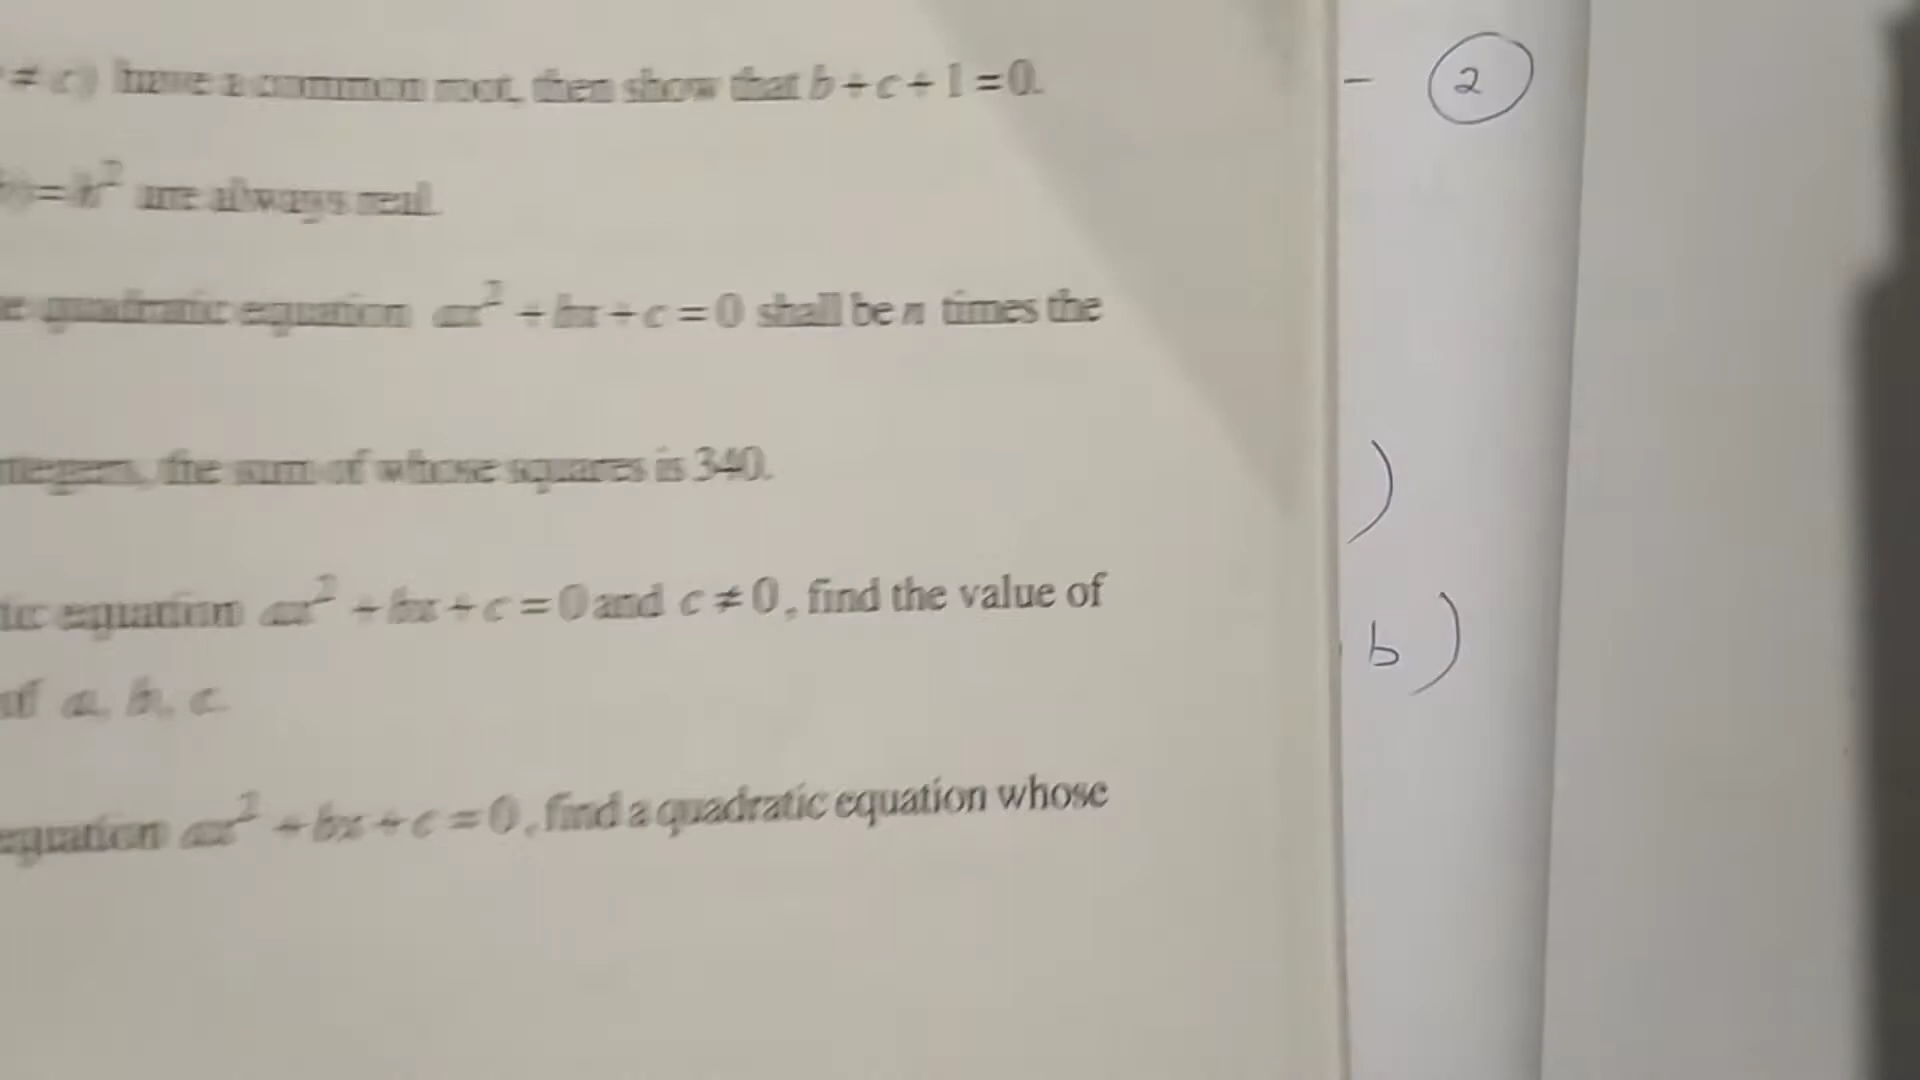 ≠ c) have a common root, then show that b+c+1=0.
– 2
)=h² are always real.
quadratic equation ax² + bx + c = 0 shall be n times the
integers, the sum of whose squares is 340.
)
equation ax² + bx + c = 0 and c ≠ 0, find the value of
b)
of a, b, c.
equation ax² + bx + c = 0, find a quadratic equation whose